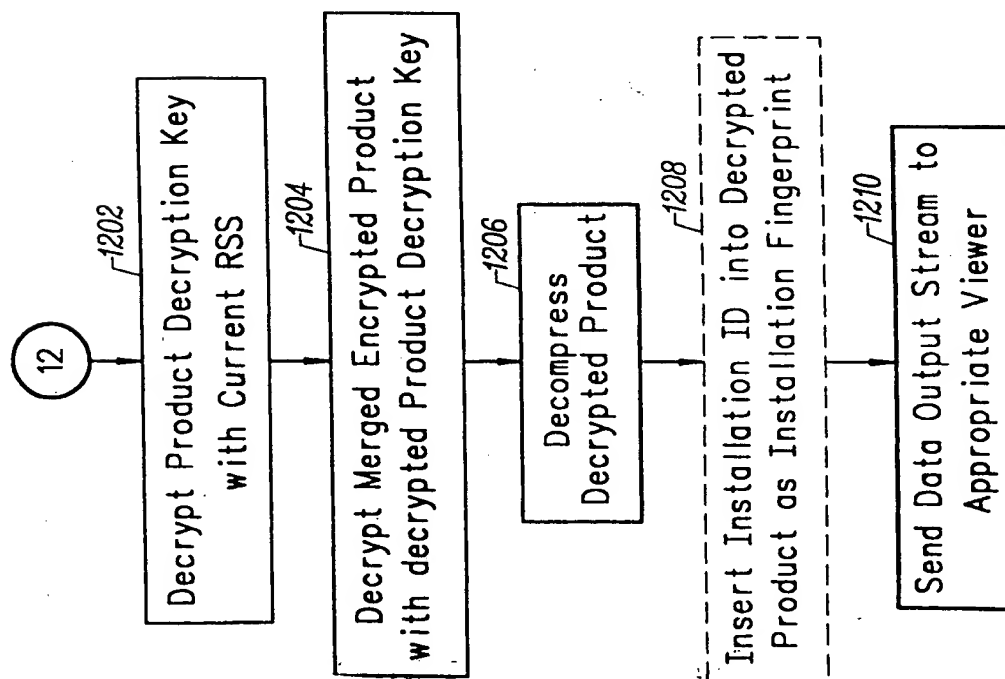 12
1202
Decrypt Product Decryption Key
with Current RSS
1204
Decrypt Merged Encrypted Product
with decrypted Product Decryption Key
1206
Decompress
Decrypted Product
1208
Insert Installation ID into Decrypted
Product as Installation Fingerprint
1210
Send Data Output Stream to
Appropriate Viewer